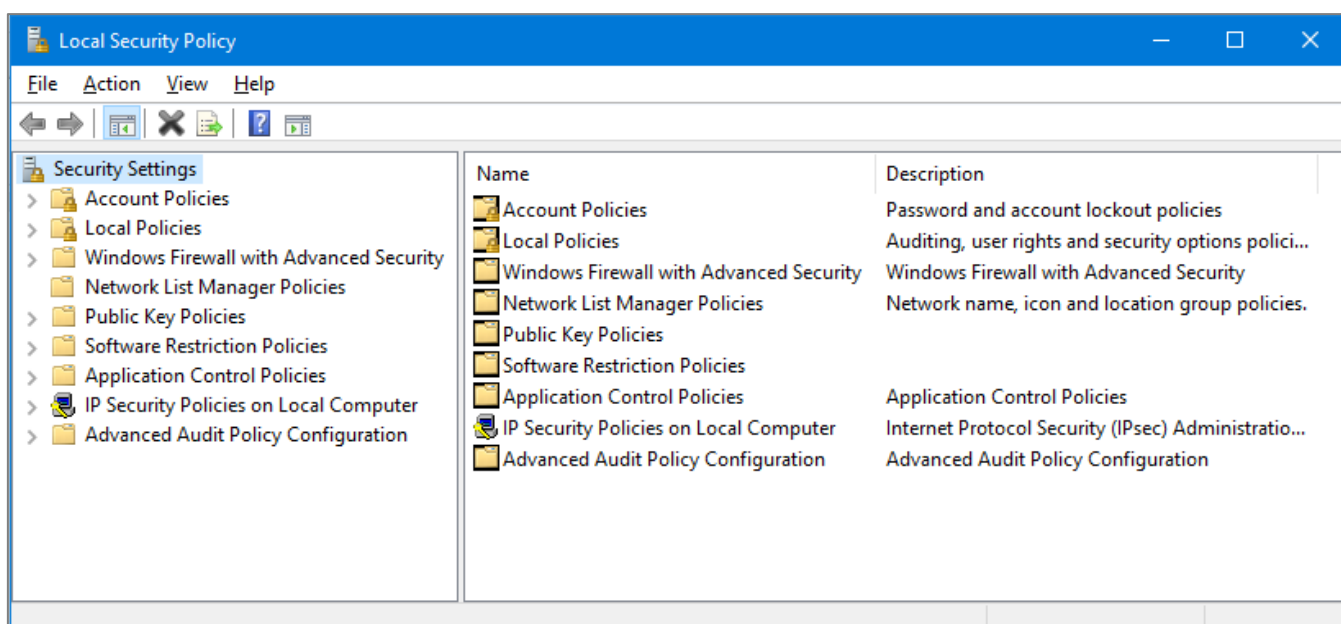 Local Security Policy
File Action View Help
Security Settings
Account Policies
Local Policies
Windows Firewall with Advanced Security
Network List Manager Policies
Public Key Policies
Software Restriction Policies
Application Control Policies
IP Security Policies on Local Computer
Advanced Audit Policy Configuration
Name Description
Account Policies Password and account lockout policies
Local Policies Auditing, user rights and security options polici...
Windows Firewall with Advanced Security Windows Firewall with Advanced Security
Network List Manager Policies Network name, icon and location group policies.
Public Key Policies
Software Restriction Policies
Application Control Policies Application Control Policies
IP Security Policies on Local Computer Internet Protocol Security (IPsec) Administratio...
Advanced Audit Policy Configuration Advanced Audit Policy Configuration